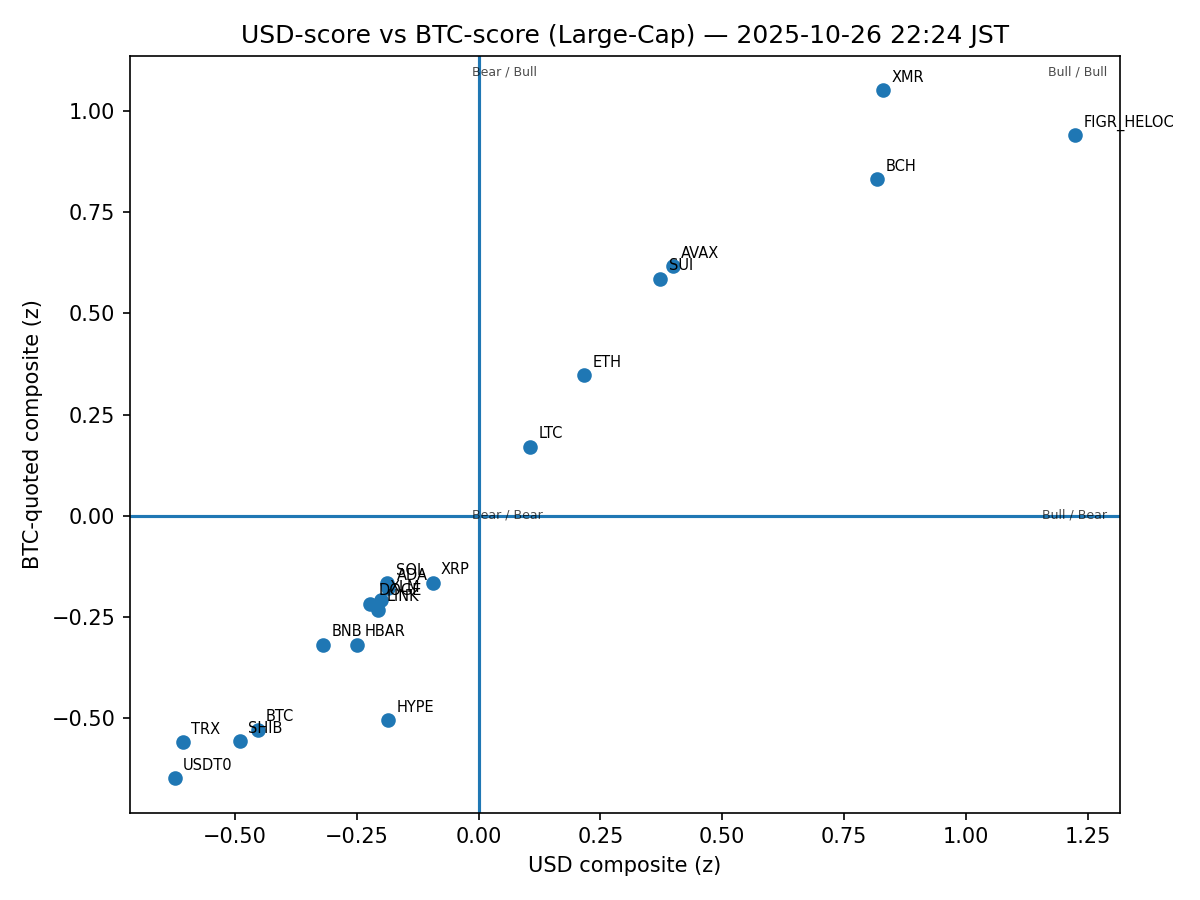 USD-score vs BTC-score (Large-Cap) — 2025-10-26 22:24 JST
Bear / Bull
Bull / Bull
XMR
FIGR_HELOC
BCH
AVAX
SUI
ETH
LTC
Bear / Bear
Bull / Bear
XRP
SOL
ADA
DOGE
LINK
BNB
HBAR
HYPE
BTC
SHIB
TRX
USDT0
1.00
0.75
0.50
0.25
0.00
−0.25
−0.50
BTC-quoted composite (z)
−0.50
−0.25
0.00
0.25
0.50
0.75
1.00
1.25
USD composite (z)